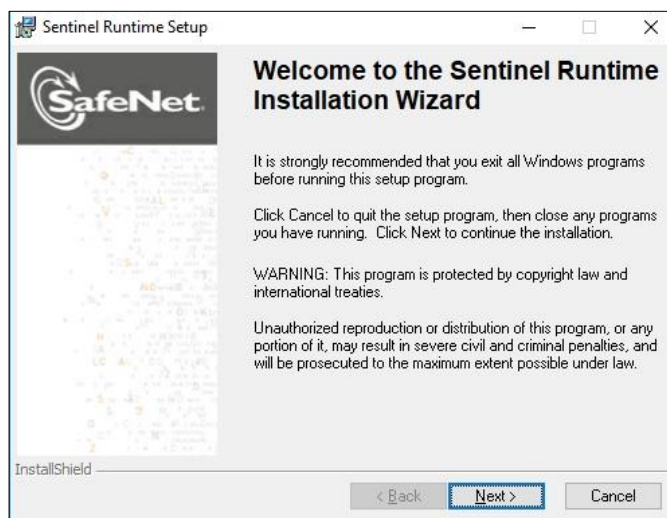 Sentinel Runtime Setup
SafeNet.
Welcome to the Sentinel Runtime
Installation Wizard
It is strongly recommended that you exit all Windows programs
before running this setup program.
Click Cancel to quit the setup program, then close any programs
you have running. Click Next to continue the installation.
WARNING: This program is protected by copyright law and
international treaties.
Unauthorized reproduction or distribution of this program, or any
portion of it, may result in severe civil and criminal penalties, and
will be prosecuted to the maximum extent possible under law.
InstallShield
< Back Next > Cancel